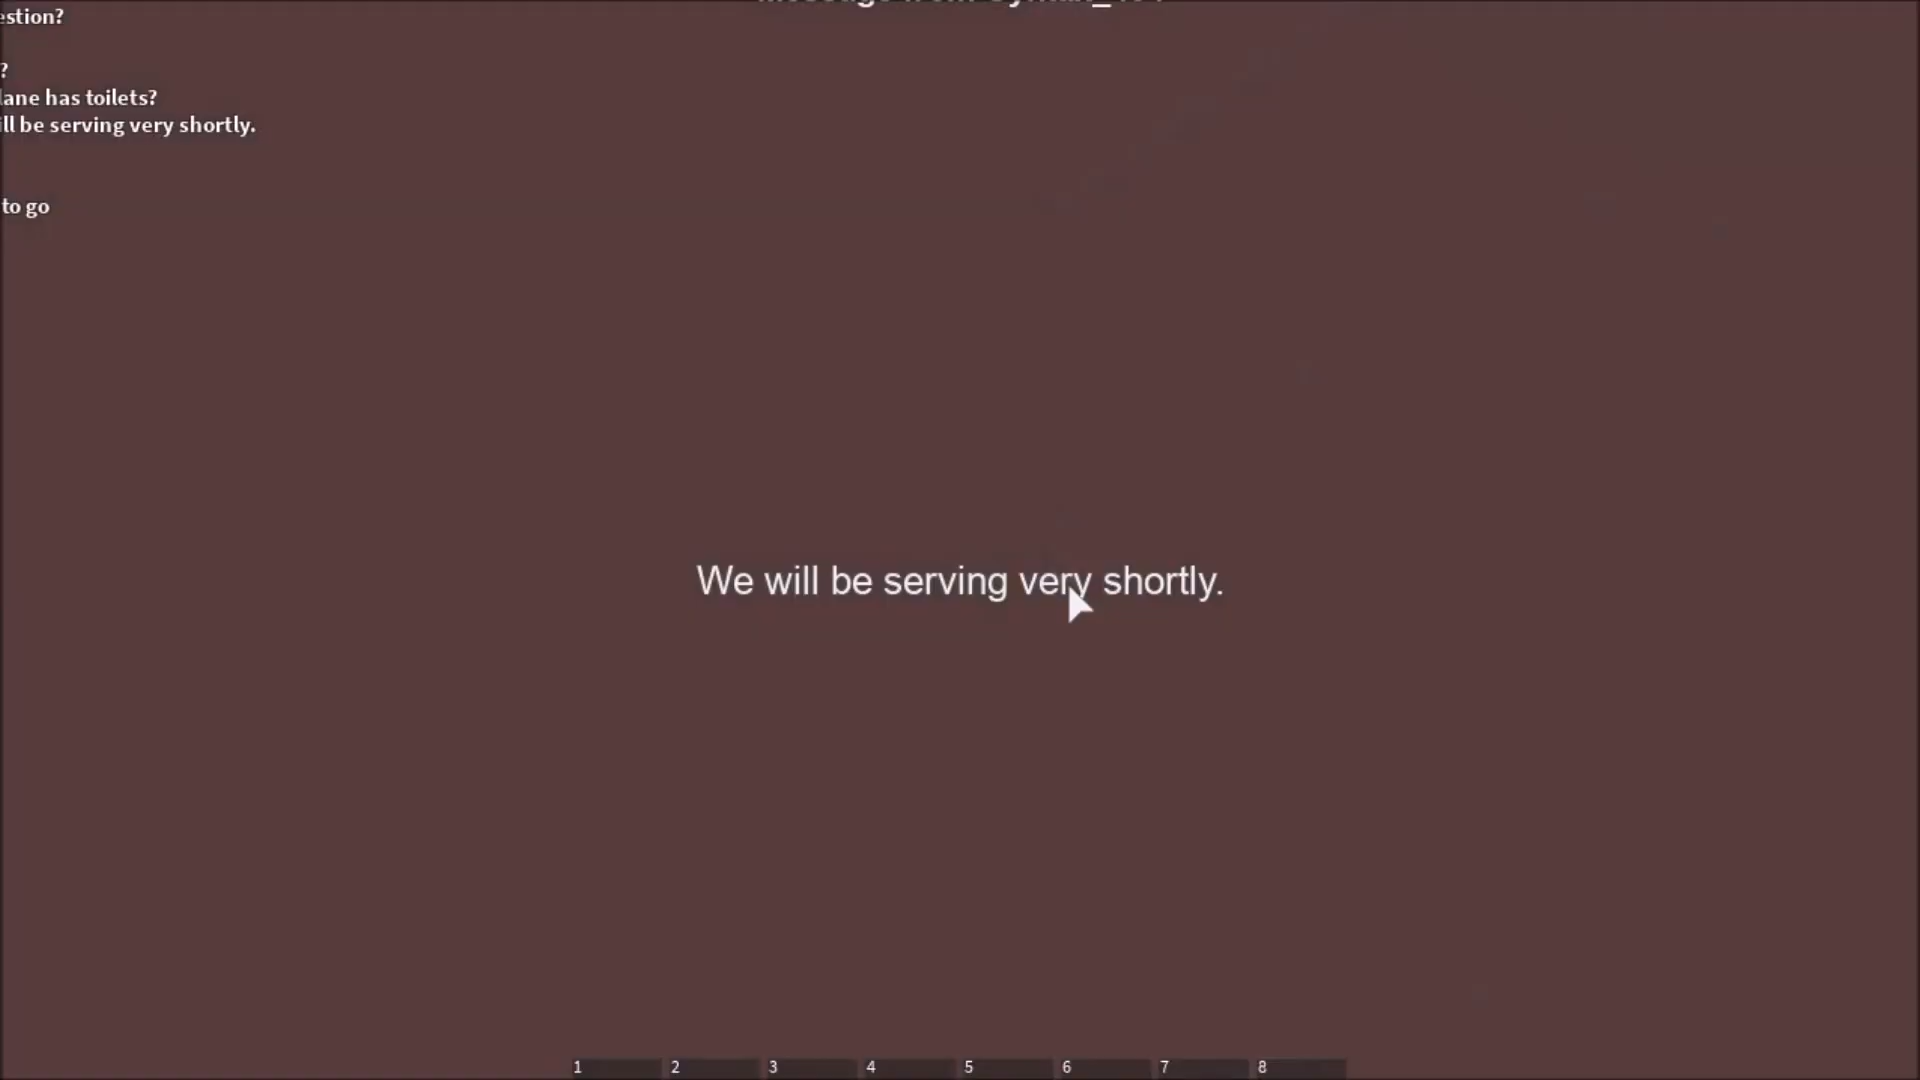 estion?
?
lane has toilets?
ill be serving very shortly.
to go
We will be serving very shortly.
1 2 3 4 5 6 7 8